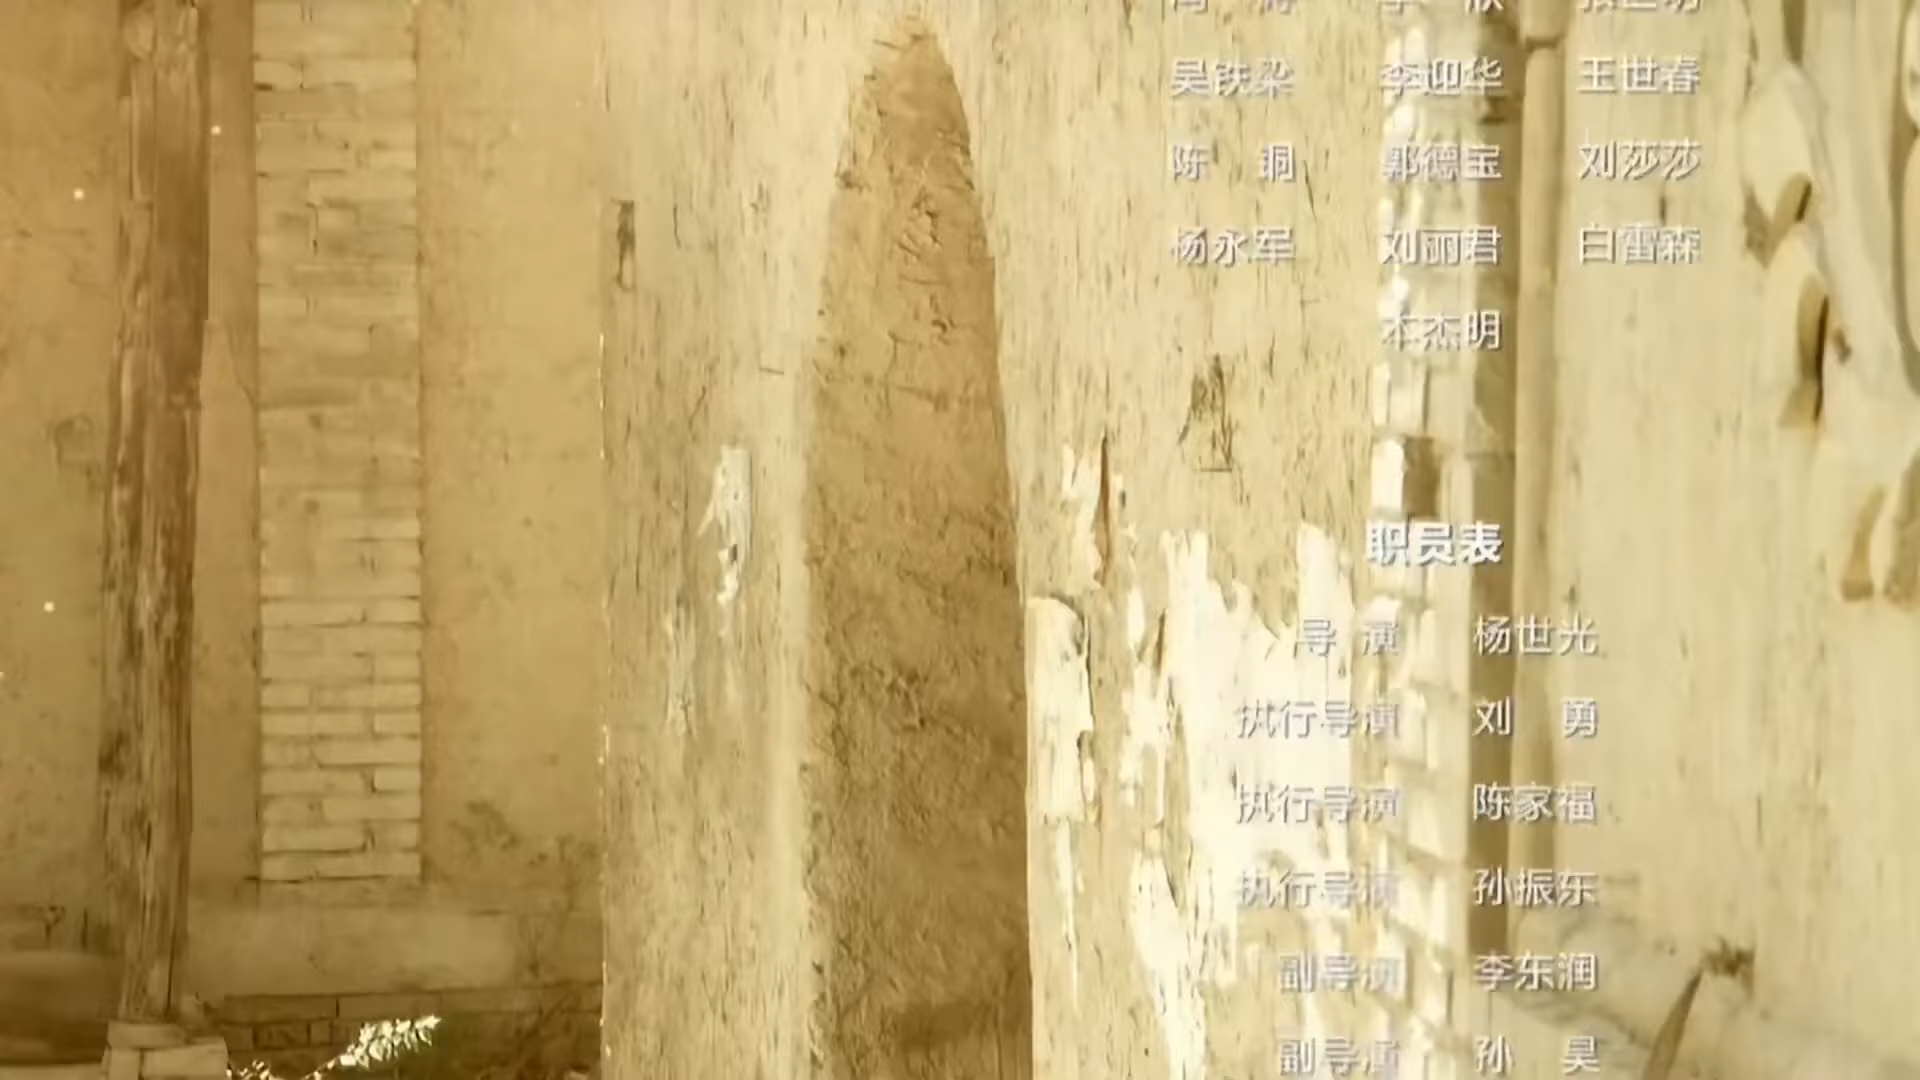 吴铁梁 李迎华 王世春
陈 铜 郭德宝 刘莎莎
杨永军 刘丽君 白雷森
本杰明
职员表
导 演 杨世光
执行导演 刘 勇
执行导演 陈家福
执行导演 孙振东
副导演 李东润
副导演 孙 昊